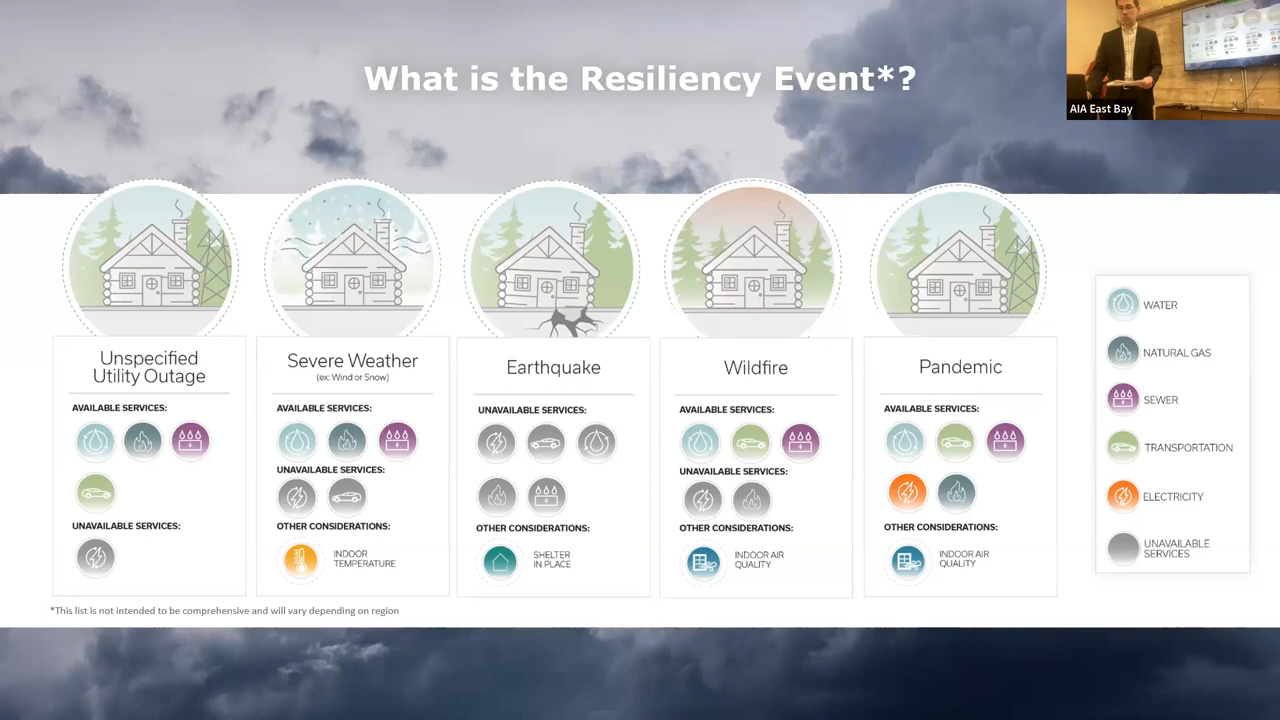 What is the Resiliency Event*?
AIA East Bay
Unspecified
Utility Outage
AVAILABLE SERVICES:
UNAVAILABLE SERVICES:
Severe Weather
(ex: Wind or Snow)
AVAILABLE SERVICES:
UNAVAILABLE SERVICES:
OTHER CONSIDERATIONS:
INDOOR
TEMPERATURE
Earthquake
UNAVAILABLE SERVICES:
OTHER CONSIDERATIONS:
SHELTER
IN PLACE
Wildfire
AVAILABLE SERVICES:
UNAVAILABLE SERVICES:
OTHER CONSIDERATIONS:
INDOOR AIR
QUALITY
Pandemic
AVAILABLE SERVICES:
OTHER CONSIDERATIONS:
INDOOR AIR
QUALITY
WATER
NATURAL GAS
SEWER
TRANSPORTATION
ELECTRICITY
UNAVAILABLE
SERVICES
*This list is not intended to be comprehensive and will vary depending on region